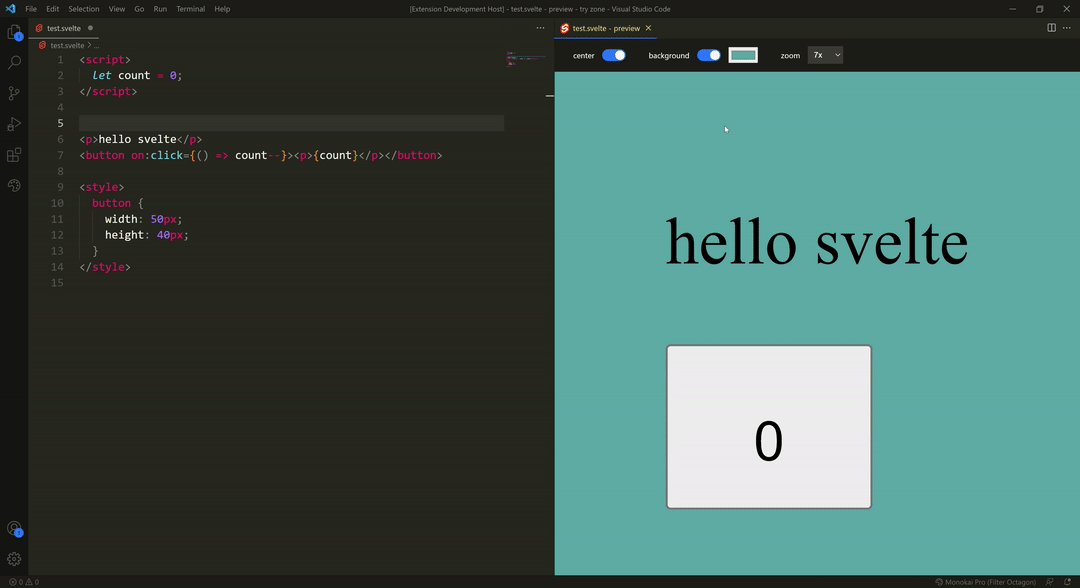 File Edit Selection View Go Run Terminal Help
[Extension Development Host] - test.svelte - preview - try zone - Visual Studio Code
test.svelte
test.svelte - preview
test.svelte > ...
center background zoom 7x
1 <script>
2 let count = 0;
3 </script>
4
5
6 <p>hello svelte</p>
7 <button on:click={() => count--}><p>{count}</p></button>
8
9 <style>
10 button {
11 width: 50px;
12 height: 40px;
13 }
14 </style>
15
hello svelte
0
1
1
0 0
Monokai Pro (Filter Octagon)